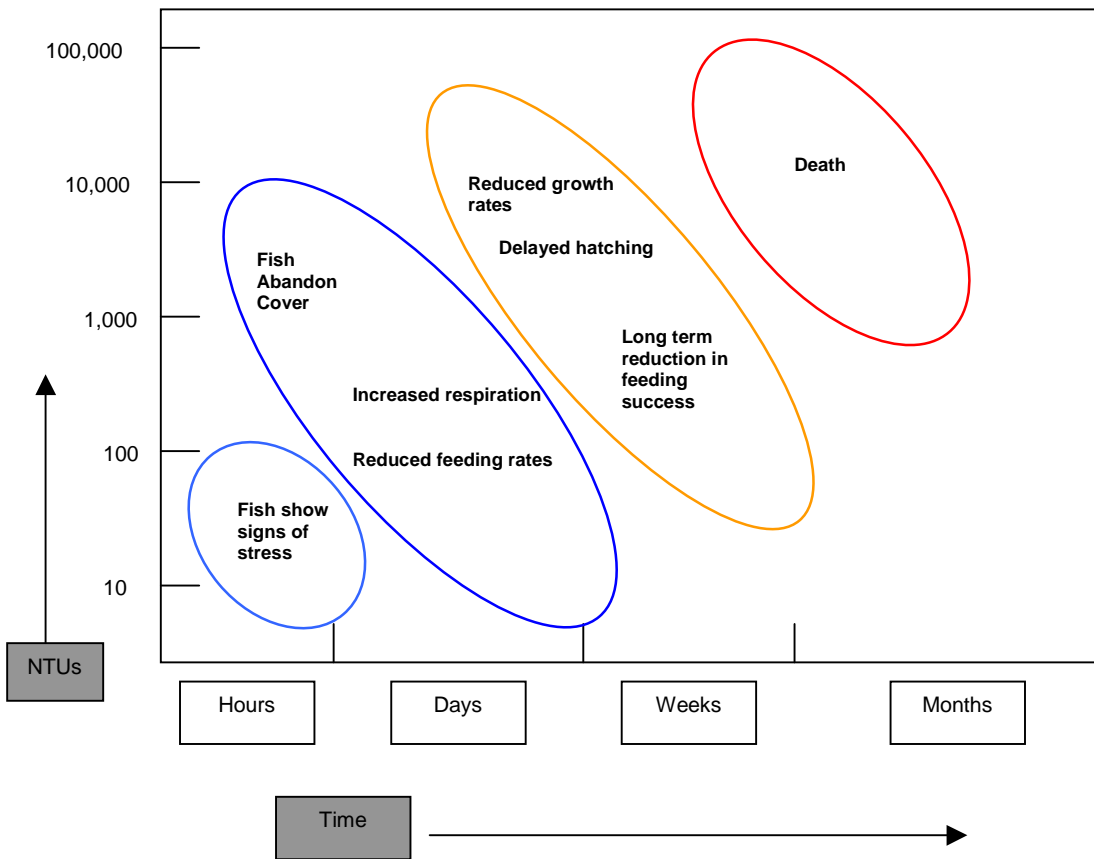 100,000
10,000
1,000
100
10
NTUs
Death
Reduced growth
rates
Delayed hatching
Fish
Abandon
Cover
Long term
reduction in
feeding
success
Increased respiration
Reduced feeding rates
Fish show
signs of
stress
Hours
Days
Weeks
Months
Time